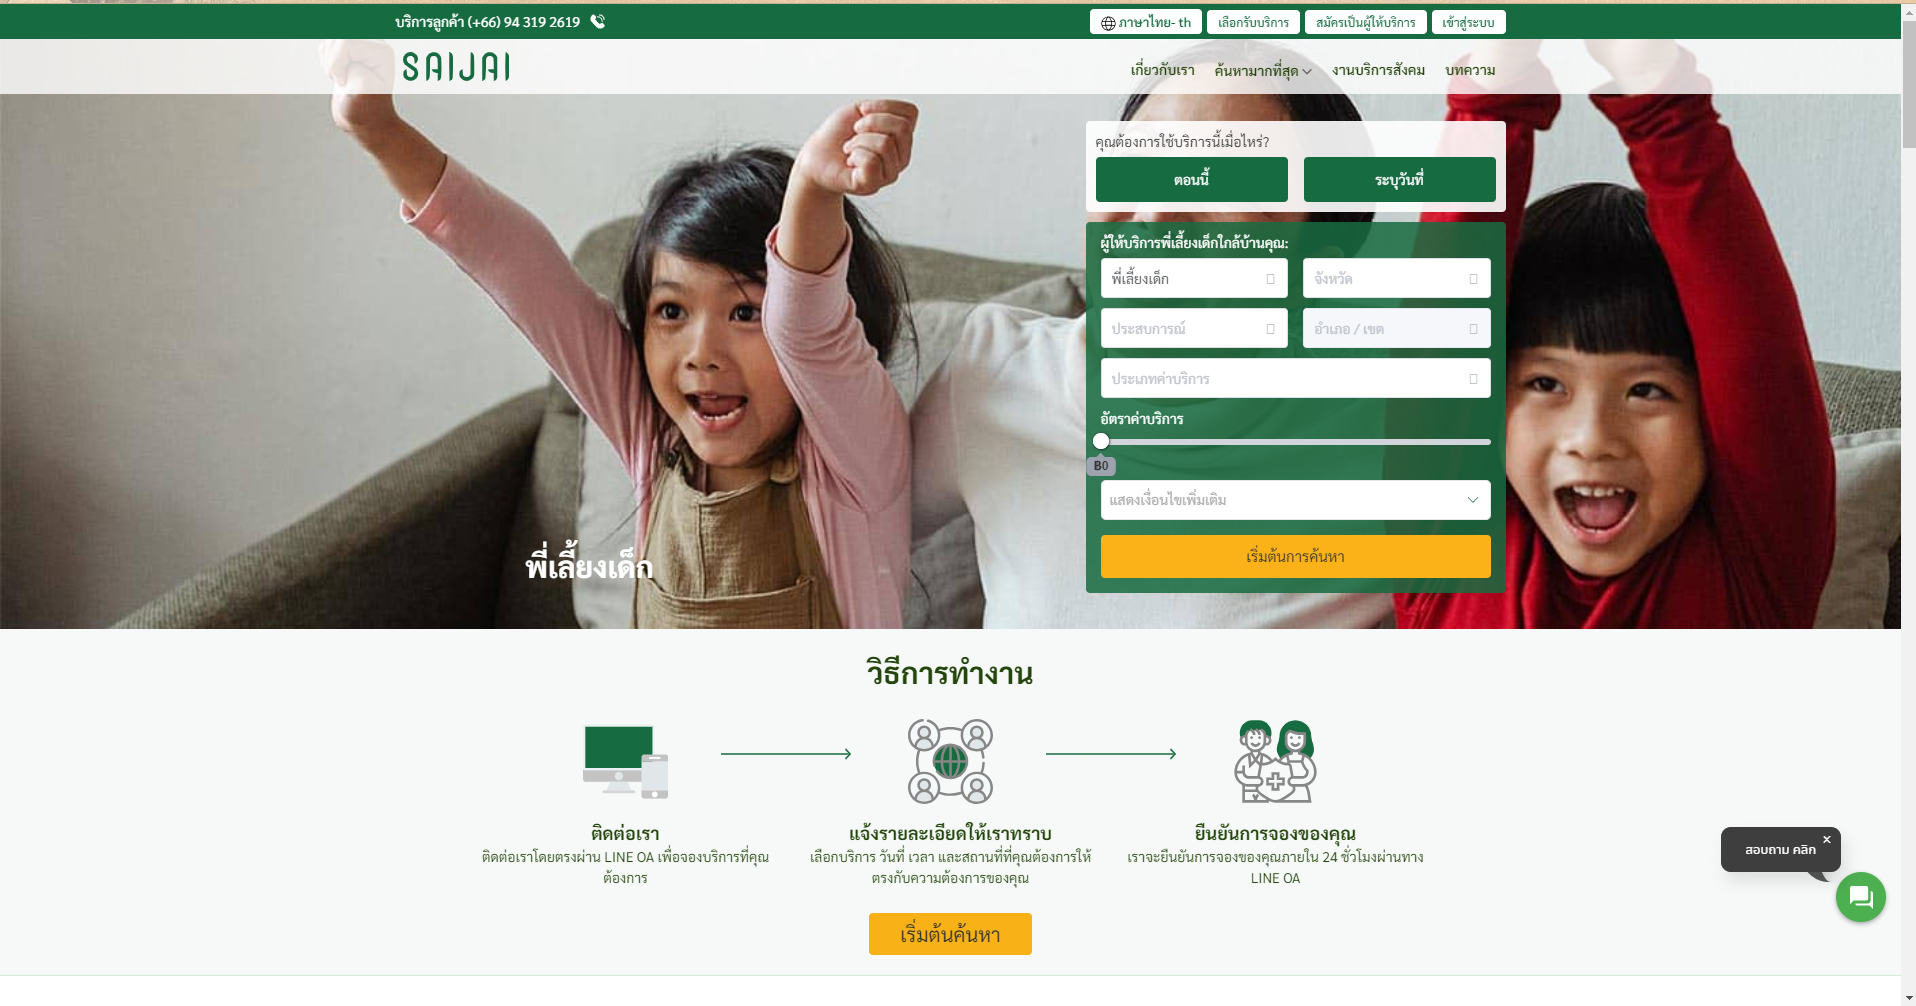 บริการลูกค้า (+66) 94 319 2619
ภาษาไทย- th
เลือกรับบริการ
สมัครเป็นผู้ให้บริการ
เข้าสู่ระบบ
SAIJAI
เกี่ยวกับเรา
ค้นหามากที่สุด
งานบริการสังคม
บทความ
คุณต้องการใช้บริการนี้เมื่อไหร่?
ตอนนี้
ระบุวันที่
ผู้ให้บริการพี่เลี้ยงเด็กใกล้บ้านคุณ:
พี่เลี้ยงเด็ก
จังหวัด
ประสบการณ์
อำเภอ / เขต
ประเภทค่าบริการ
อัตราค่าบริการ
฿0
แสดงเงื่อนไขเพิ่มเติม
เริ่มต้นการค้นหา
พี่เลี้ยงเด็ก
วิธีการทำงาน
ติดต่อเรา
ติดต่อเราโดยตรงผ่าน LINE OA เพื่อจองบริการที่คุณ
ต้องการ
แจ้งรายละเอียดให้เราทราบ
เลือกบริการ วันที่ เวลา และสถานที่ที่คุณต้องการให้
ตรงกับความต้องการของคุณ
ยืนยันการจองของคุณ
เราจะยืนยันการจองของคุณภายใน 24 ชั่วโมงผ่านทาง
LINE OA
สอบถาม คลิก
เริ่มต้นค้นหา